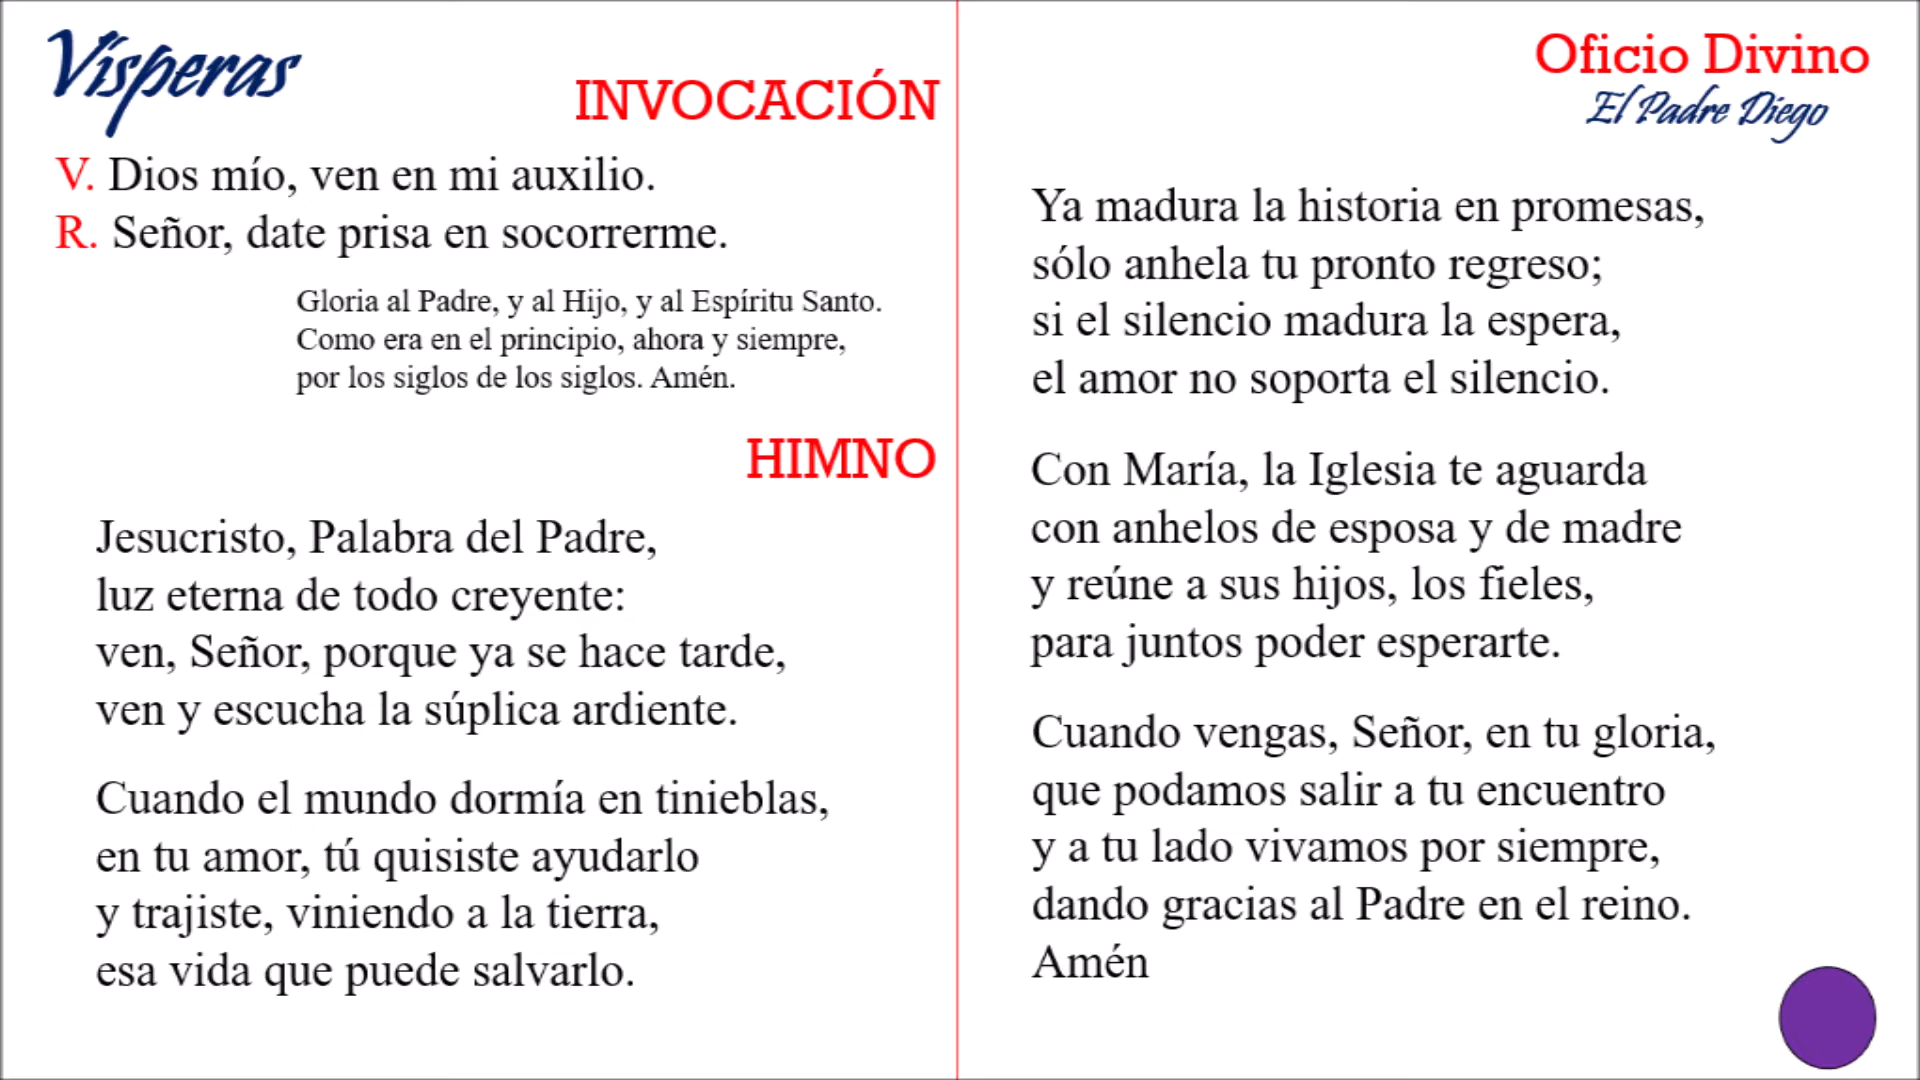 Vísperas
INVOCACIÓN
V. Dios mío, ven en mi auxilio.
R. Señor, date prisa en socorrerme.
Gloria al Padre, y al Hijo, y al Espíritu Santo.
Como era en el principio, ahora y siempre,
por los siglos de los siglos. Amén.
HIMNO
Jesucristo, Palabra del Padre,
luz eterna de todo creyente:
ven, Señor, porque ya se hace tarde,
ven y escucha la súplica ardiente.
Cuando el mundo dormía en tinieblas,
en tu amor, tú quisiste ayudarlo
y trajiste, viniendo a la tierra,
esa vida que puede salvarlo.
Oficio Divino
El Padre Diego
Ya madura la historia en promesas,
sólo anhela tu pronto regreso;
si el silencio madura la espera,
el amor no soporta el silencio.
Con María, la Iglesia te aguarda
con anhelos de esposa y de madre
y reúne a sus hijos, los fieles,
para juntos poder esperarte.
Cuando vengas, Señor, en tu gloria,
que podamos salir a tu encuentro
y a tu lado vivamos por siempre,
dando gracias al Padre en el reino.
Amén